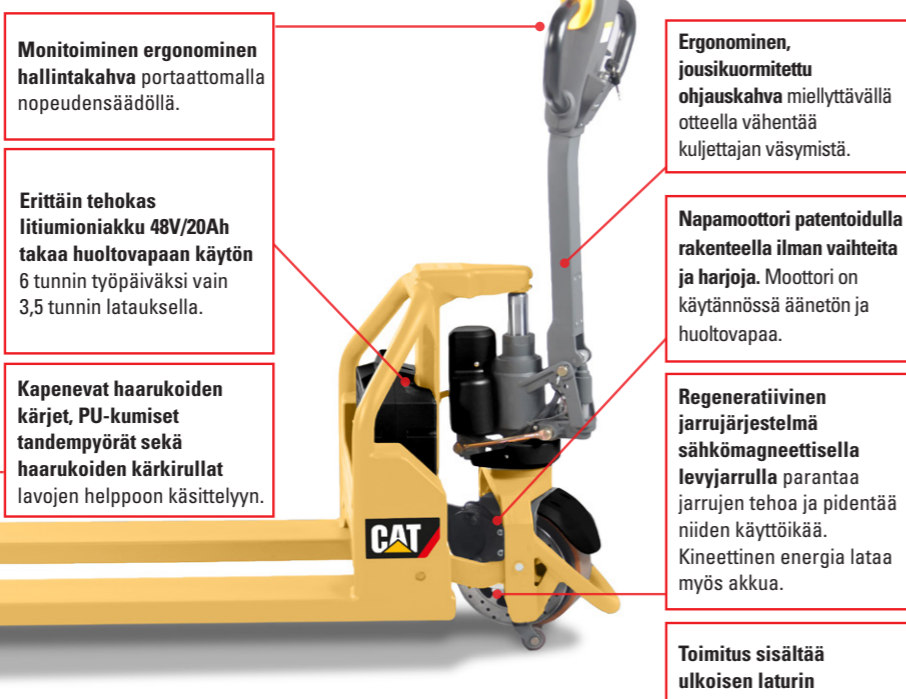 Monitoiminen ergonominen
hallintakahva portaattomalla
nopeudensäädöllä.
Erittäin tehokas
litiumioniakku 48V/20Ah
takaa huoltovapaan käytön
6 tunnin työpäiväksi vain
3,5 tunnin latauksella.
Kapenevat haarukoiden
kärjet, PU-kumiset
tandempyörät sekä
haarukoiden kärkirullat
lavojen helppoon käsittelyyn.
CAT
Ergonominen,
jousikuormitettu
ohjauskahva miellyttävällä
otteella vähentää
kuljettajan väsymistä.
Napamoottori patentoidulla
rakenteella ilman vaihteita
ja harjoja. Moottori on
käytännössä äänetön ja
huoltovapaa.
Regeneratiivinen
jarrujärjestelmä
sähkömagneettisella
levyjarrulla parantaa
jarrujen tehoa ja pidentää
niiden käyttöikää.
Kineettinen energia lataa
myös akkua.
Toimitus sisältää
ulkoisen laturin